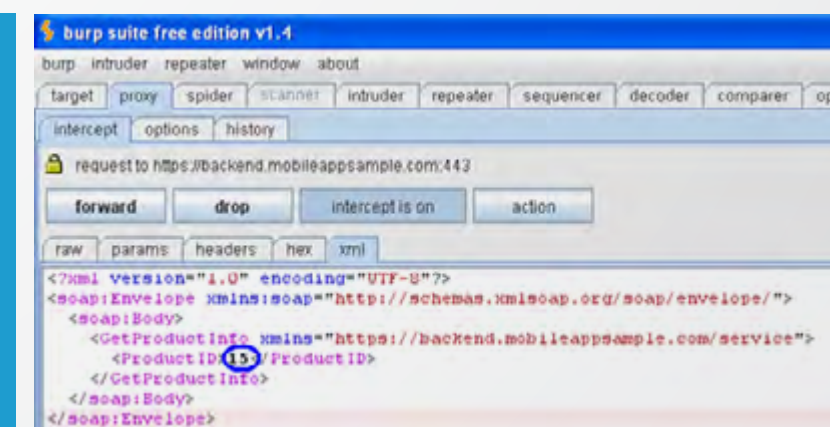 burp suite free edition v1.4
burp intruder repeater window about
target proxy spider scanner intruder repeater sequencer decoder comparer op
intercept options history
request to https://backend.mobileappsample.com:443
forward drop intercept is on action
raw params headers hex xml
<?xml version="1.0" encoding="UTF-8"?>
<soap:Envelope xmlns:soap="http://schemas.xmlsoap.org/soap/envelope/">
<soap:Body>
<GetProductInfo xmlns="https://backend.mobileappsample.com/service">
<ProductID>15</ProductID>
</GetProductInfo>
</soap:Body>
</soap:Envelope>